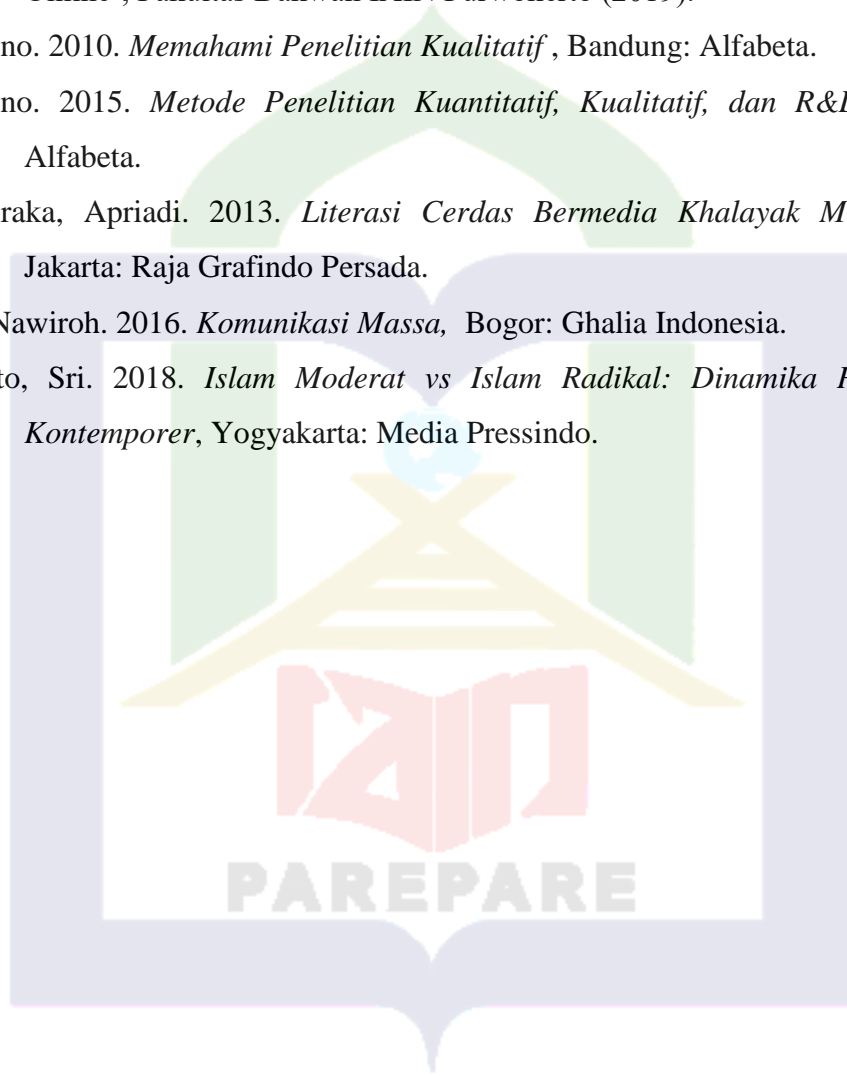 Fakultas Dakwah IAIN Purwokerto (2019).
no. 2010. Memahami Penelitian Kualitatif , Bandung: Alfabeta.
no. 2015. Metode Penelitian Kuantitatif, Kualitatif, dan R&
Alfabeta.
raka, Apriadi. 2013. Literasi Cerdas Bermedia Khalayak M
Jakarta: Raja Grafindo Persada.
Nawiroh. 2016. Komunikasi Massa, Bogor: Ghalia Indonesia.
to, Sri. 2018. Islam Moderat vs Islam Radikal: Dinamika
Kontemporer, Yogyakarta: Media Pressindo.
iain
PAREPARE